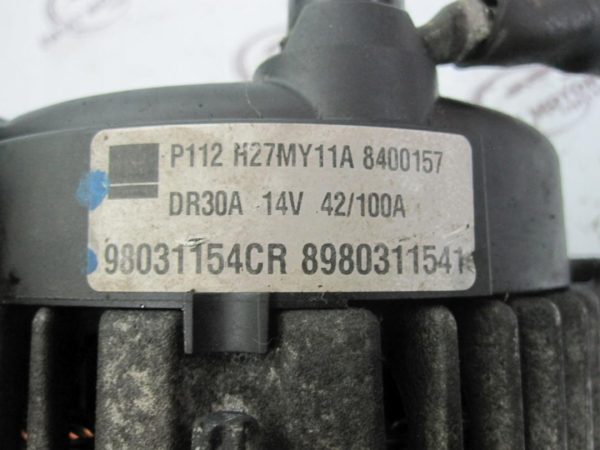 P112 H27MY11A 8400157
DR30A 14V 42/100A
98031154CR 8980311541